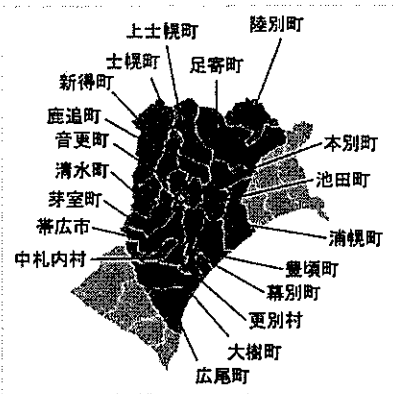 上士幌町
陸別町
士幌町
足寄町
新得町
鹿追町
音更町
本別町
清水町
池田町
芽室町
帯広市
浦幌町
中札内村
豊頃町
幕別町
更別村
大樹町
広尾町